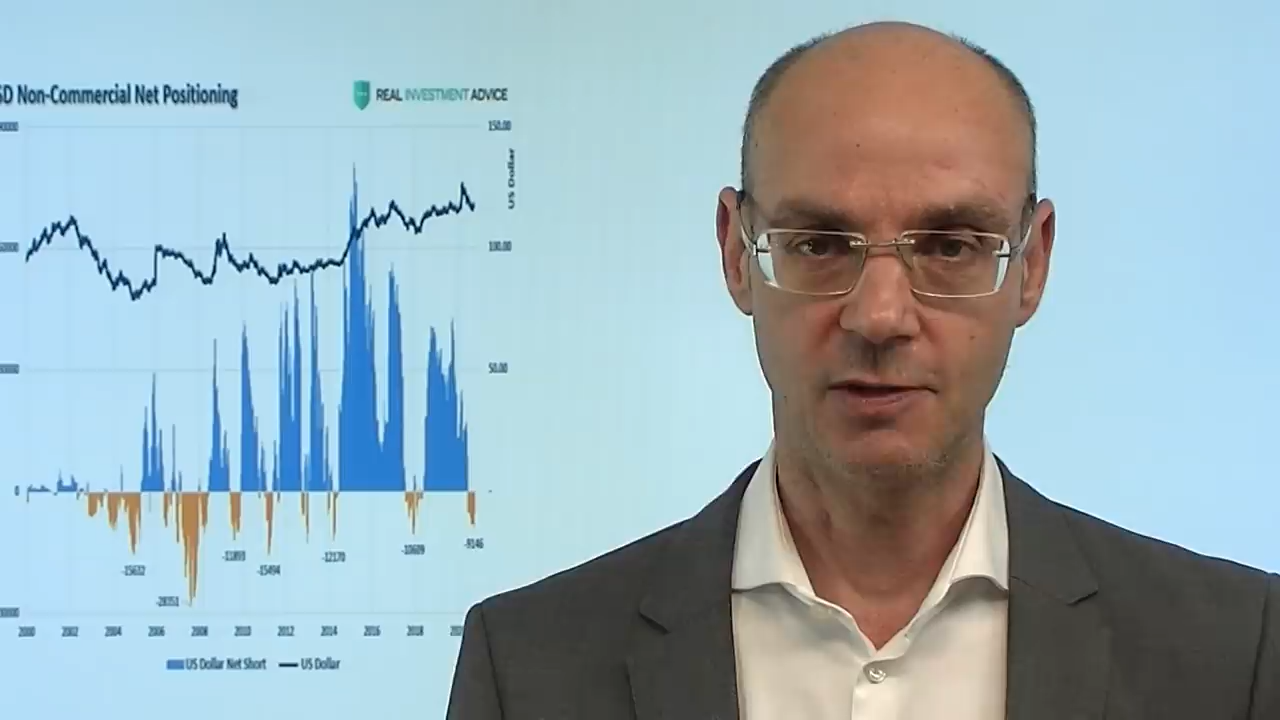 SD Non-Commercial Net Positioning
REAL INVESTMENT ADVICE
150.00
US Dollar
100.00
50.00
0
-
-15632
-28351
-11893
-15494
-12170
-10609
-9146
2000 2002 2004 2006 2008 2010 2012 2014 2016 2018
US Dollar Net Short US Dollar